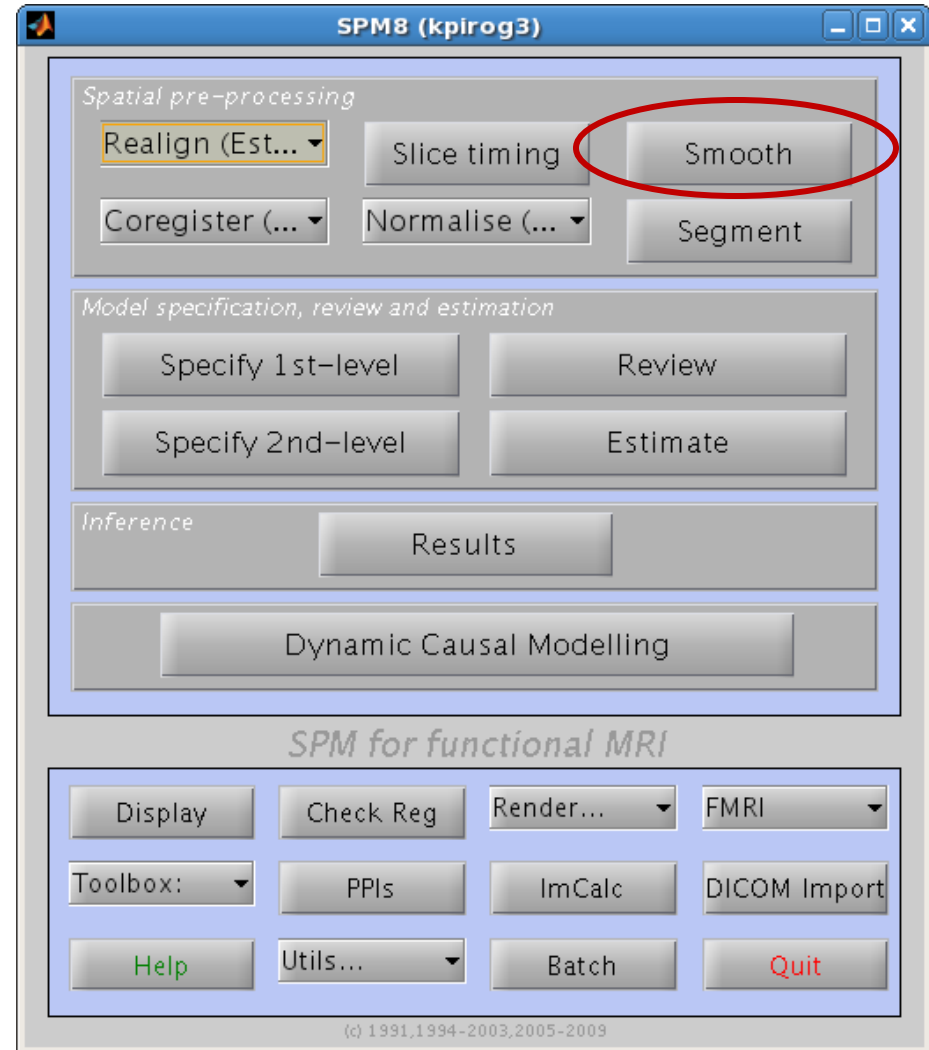 SPM8 (kpirog3)
Spatial pre-processing
Realign (Est...
Slice timing
Smooth
Coregister (...
Normalise (...
Segment
Model specification, review and estimation
Specify 1st-level
Review
Specify 2nd-level
Estimate
Inference
Results
Dynamic Causal Modelling
SPM for functional MRI
Display
Check Reg
Render...
FMRI
Toolbox:
PPIs
ImCalc
DICOM Import
Help
Utils...
Batch
Quit
(c) 1991,1994-2003,2005-2009